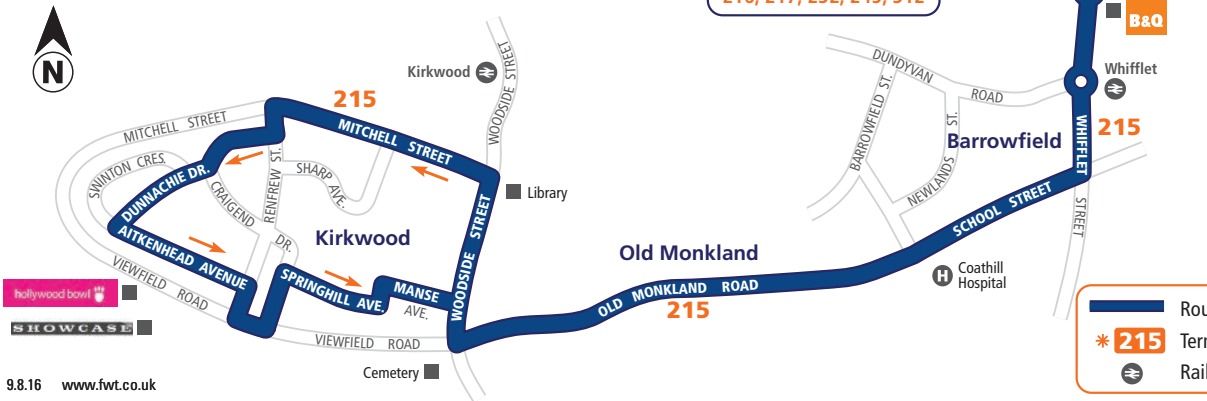 N
B&Q
Kirkwood
WOODSIDE STREET
215
MITCHELL STREET
MITCHELL STREET
DUNDYVAN
ROAD
Whifflet
WHIFFLET
STREET
215
BARROWFIELD ST.
NEWLANDS ST.
Barrowfield
SWINTON CRES.
DUNNACHIE DR.
CRAIGEND DR.
RENFREW ST.
SHARP AVE.
Library
WOODSIDE STREET
Kirkwood
AITKENHEAD AVENUE
SPRINGHILL AVE.
MANSE
AVE.
VIEWFIELD ROAD
VIEWFIELD ROAD
SCHOOL STREET
Old Monkland
OLD MONKLAND ROAD
215
H
Coathill
Hospital
hollywood bowl
SHOWCASE
Cemetery
215
9.8.16 www.fwt.co.uk